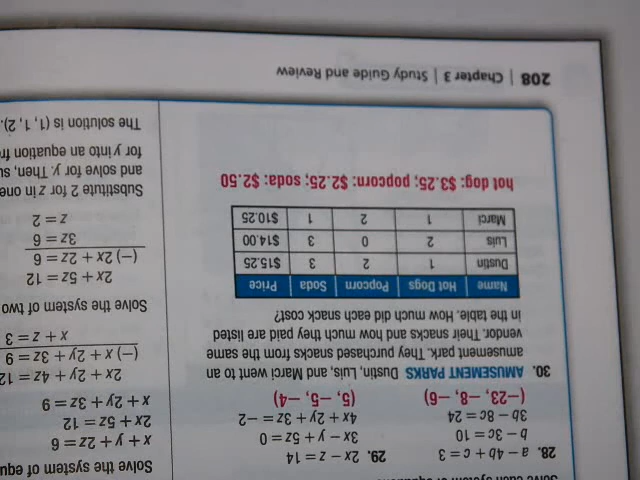 Solve the system of equ
x + y + 2z = 6
2x + 5z = 12
x + 2y + 3z = 9
2x + 2y + 4z = 12
(−) x + 2y + 3z = 9
x + z = 3
Solve the system of two
2x + 5z = 12
(−) 2x + 2z = 6
3z = 6
z = 2
Substitute 2 for z in one
and solve for y. Then, su
for y into an equation fr
The solution is (1, 1, 2).
28. a − 4b + c = 3
b − 3c = 10
3b − 8c = 24
(−23, −8, −6)
29. 2x − z = 14
3x − y + 5z = 0
4x + 2y + 3z = −2
(5, −5, −4)
30. AMUSEMENT PARKS Dustin, Luis, and Marci went to an
amusement park. They purchased snacks from the same
vendor. Their snacks and how much they paid are listed
in the table. How much did each snack cost?
Name Hot Dogs Popcorn Soda Price
Dustin 1 2 3 $15.25
Luis 2 0 3 $14.00
Marci 1 2 1 $10.25
hot dog: $3.25; popcorn: $2.25; soda: $2.50
208 | Chapter 3 | Study Guide and Review